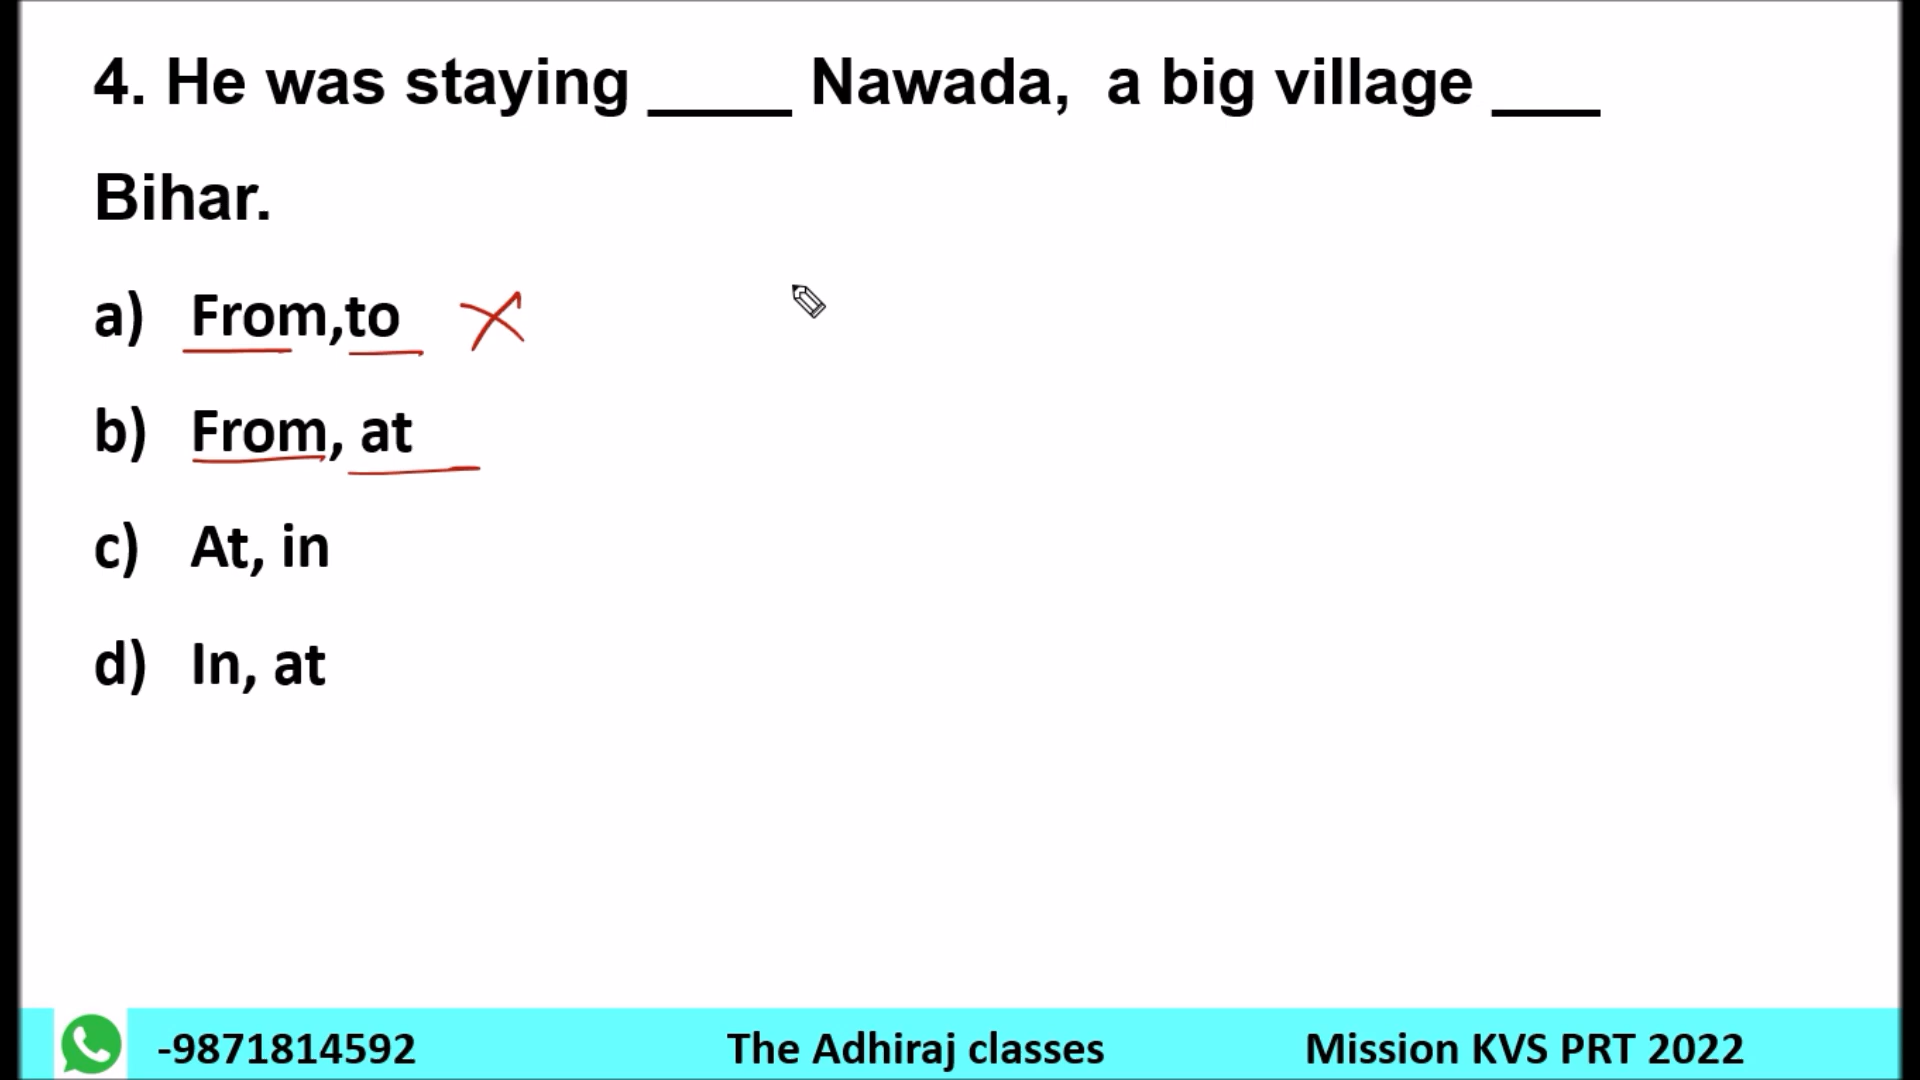 4. He was staying ____ Nawada,  a big village ___
Bihar.
a) From,to
b) From, at
c) At, in
d) In, at
-9871814592 The Adhiraj classes Mission KVS PRT 2022